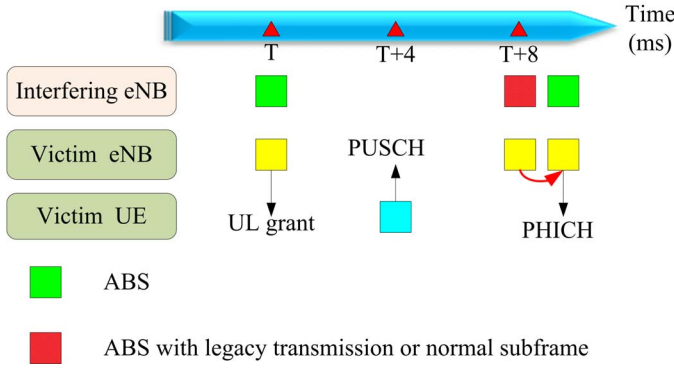 Time
(ms)
T
T+4
T+8
Interfering eNB
Victim eNB
PUSCH
Victim UE
UL grant
PHICH
ABS
ABS with legacy transmission or normal subframe